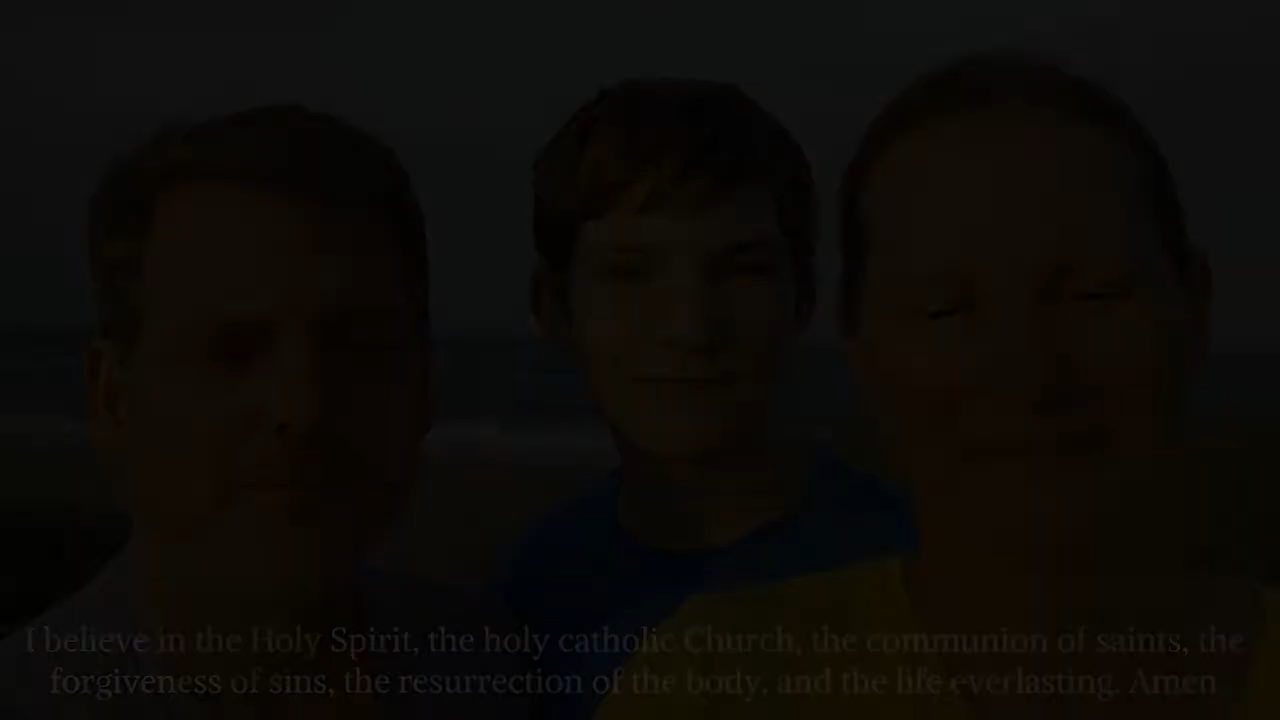 I believe in the Holy Spirit, the holy catholic Church, the communion of saints, the
forgiveness of sins, the resurrection of the body, and the life everlasting. Amen